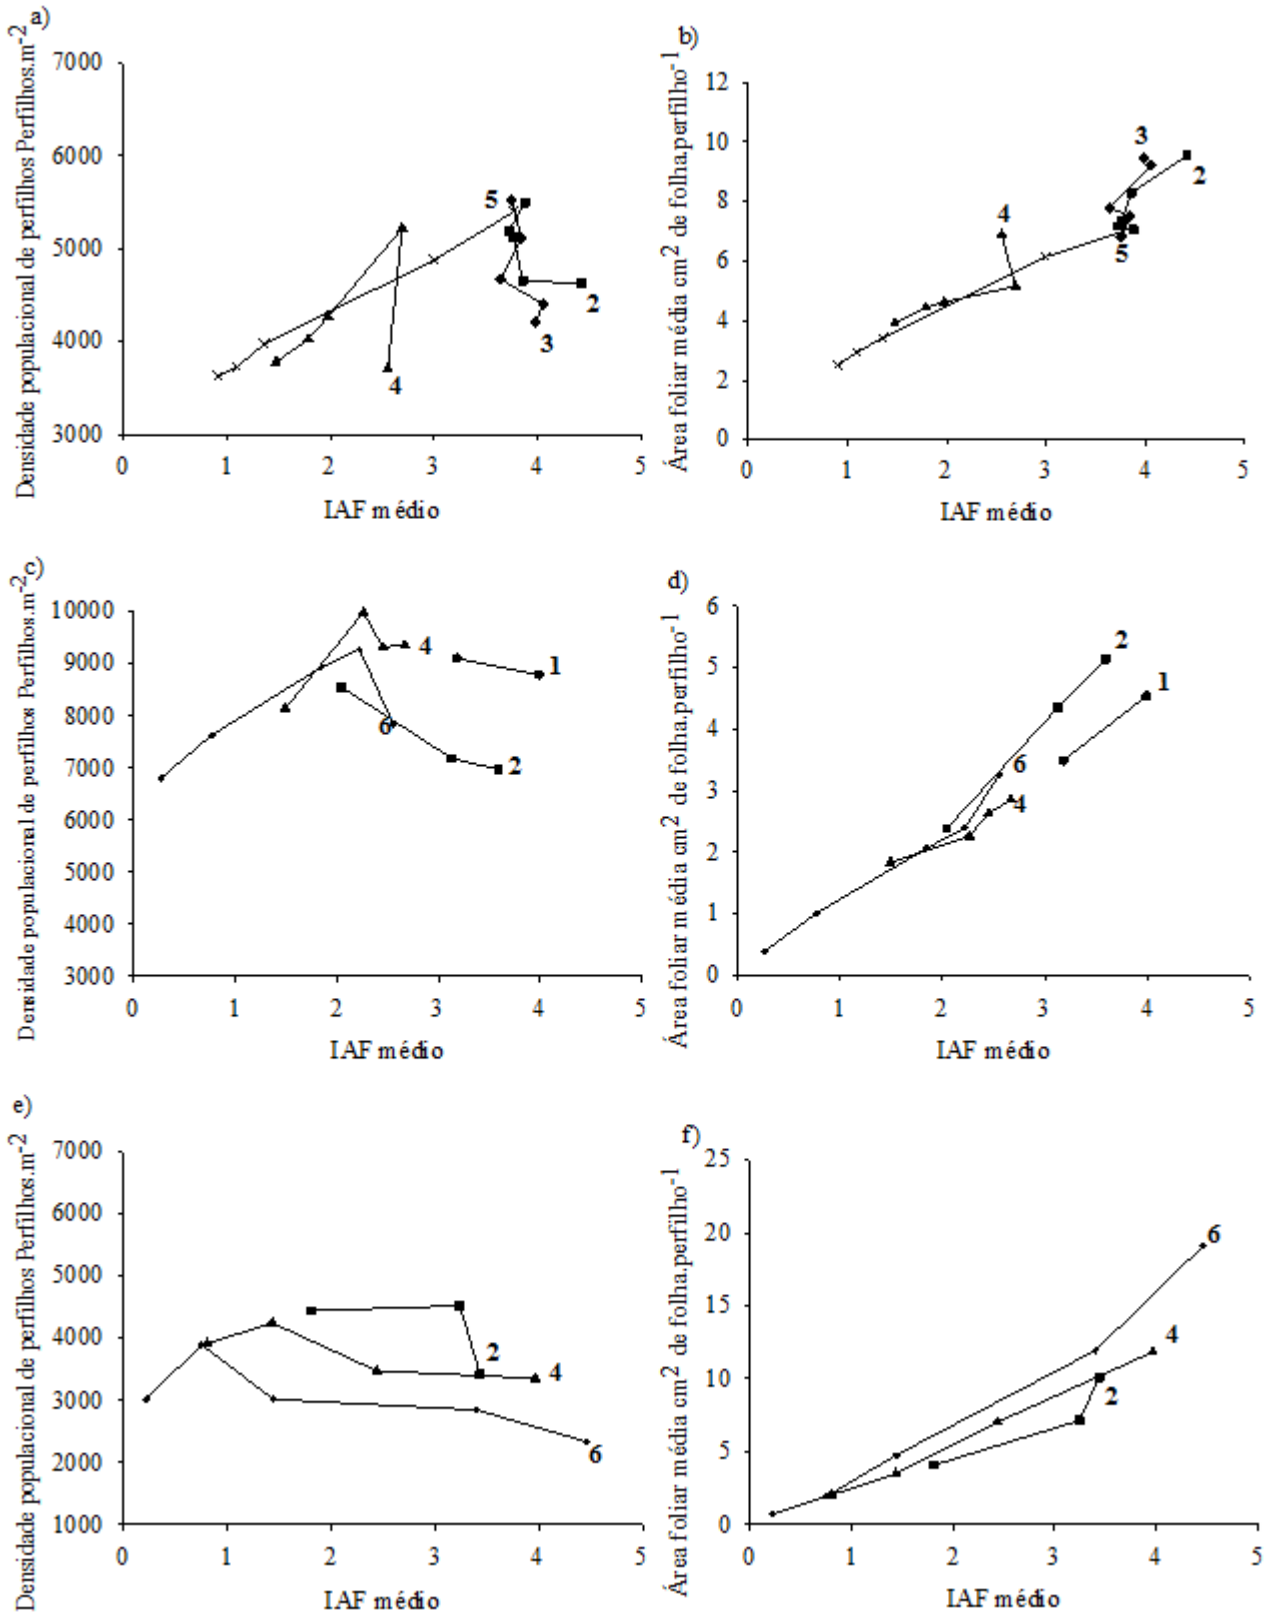 a)
Densidade populacional de perfilhos Perfilhos.m-2
7000
6000
5000
4000
3000
0 1 2 3 4 5
5
2
3
4
IAF médio
b)
Área foliar média cm2 de folha.perfilho-1
12
10
8
6
4
2
0
0 1 2 3 4 5
3
2
4
5
IAF médio
c)
Densidade populacional de perfilhos Perfilhos.m-2
10000
9000
8000
7000
6000
5000
4000
3000
0 1 2 3 4 5
4
1
6
2
IAF médio
d)
Área foliar média cm2 de folha.perfilho-1
6
5
4
3
2
1
0
0 1 2 3 4 5
2
1
6
4
IAF médio
e)
Densidade populacional de perfilhos Perfilhos.m-2
7000
6000
5000
4000
3000
2000
1000
0 1 2 3 4 5
2
4
6
IAF médio
f)
Área foliar média cm2 de folha.perfilho-1
25
20
15
10
5
0
0 1 2 3 4 5
6
4
2
IAF médio